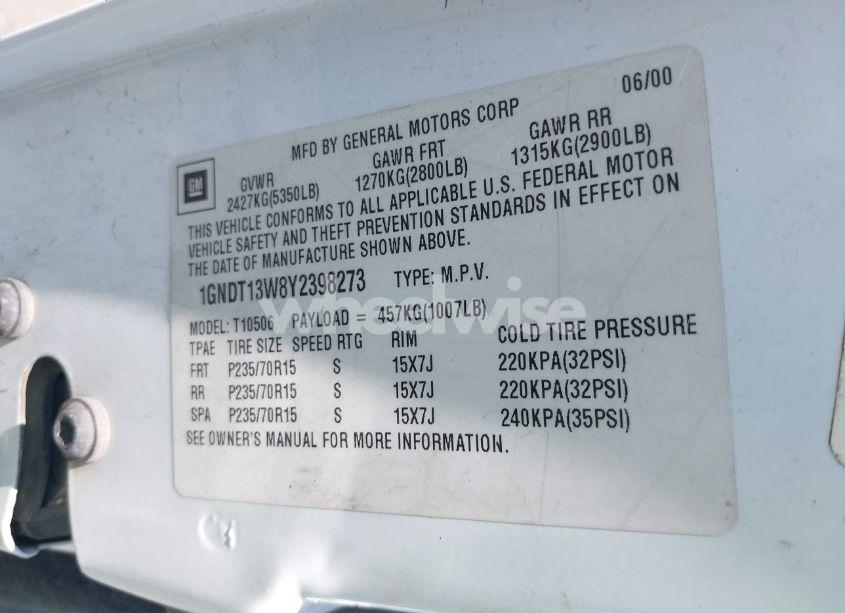 06/00
MFD BY GENERAL MOTORS CORP
GM
GVWR GAWR FRT GAWR RR
2427KG(5350LB) 1270KG(2800LB) 1315KG(2900LB)
THIS VEHICLE CONFORMS TO ALL APPLICABLE U.S. FEDERAL MOTOR
VEHICLE SAFETY AND THEFT PREVENTION STANDARDS IN EFFECT ON
THE DATE OF MANUFACTURE SHOWN ABOVE.
1GNDT13W8Y2398273 TYPE: M.P.V.
wheelwise
MODEL: T10506 PAYLOAD = 457KG(1007LB)
TPAE TIRE SIZE SPEED RTG RIM COLD TIRE PRESSURE
FRT P235/70R15 S 15X7J 220KPA(32PSI)
RR P235/70R15 S 15X7J 220KPA(32PSI)
SPA P235/70R15 S 15X7J 240KPA(35PSI)
SEE OWNER'S MANUAL FOR MORE INFORMATION.